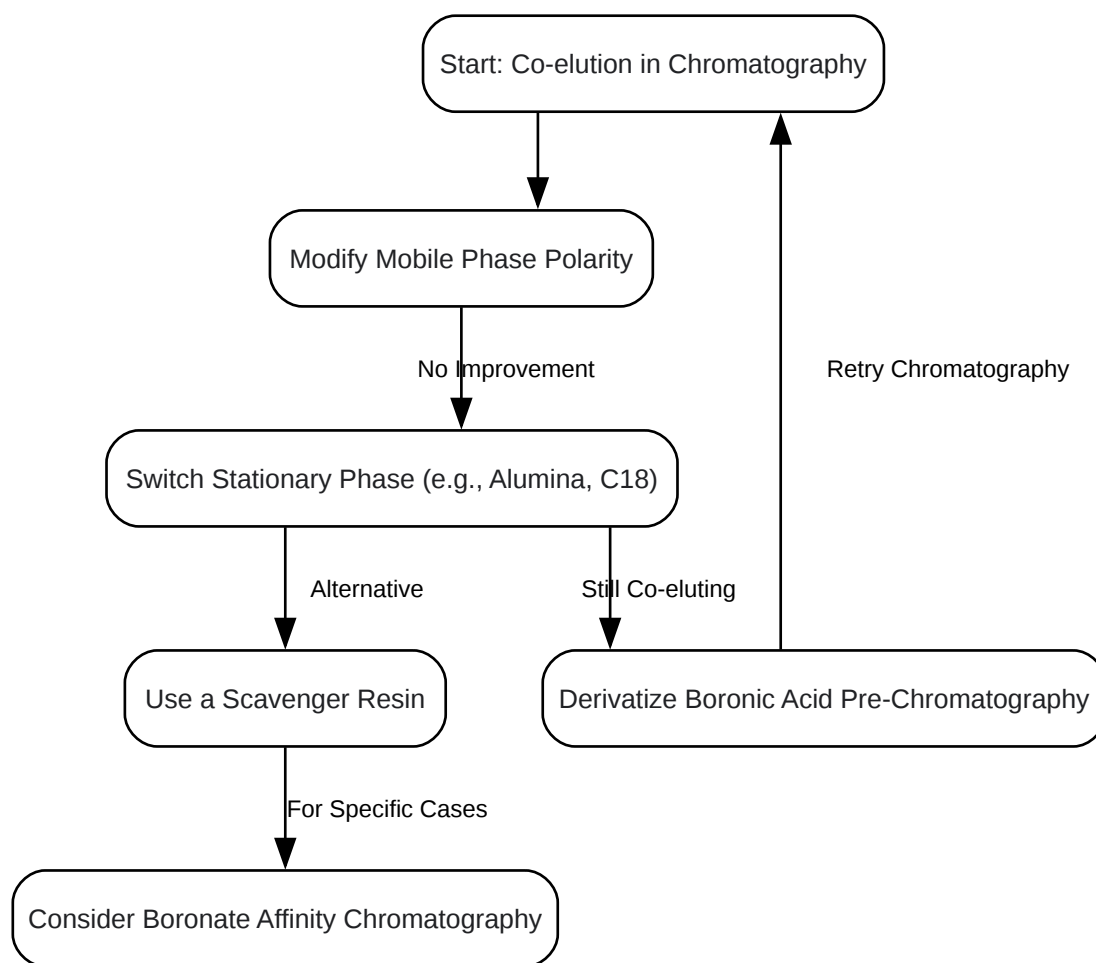 Start: Co-elution in Chromatography
Modify Mobile Phase Polarity
No Improvement
Retry Chromatography
Switch Stationary Phase (e.g., Alumina, C18)
Alternative
Still Co-eluting
Use a Scavenger Resin
Derivatize Boronic Acid Pre-Chromatography
For Specific Cases
Consider Boronate Affinity Chromatography